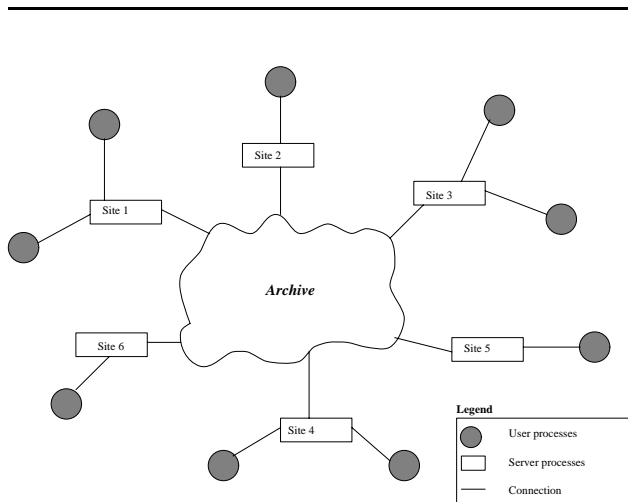 Site 2
Site 3
Site 1
Archive
Site 6
Site 5
Site 4
Legend
User processes
Server processes
Connection